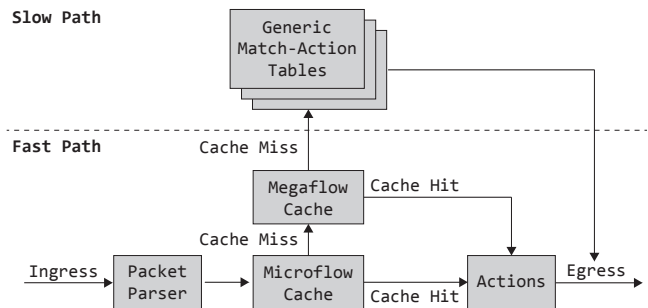 Slow Path
Generic
Match-Action
Tables
Fast Path
Cache Miss
Megaflow
Cache
Cache Hit
Cache Miss
Ingress
Packet
Parser
Microflow
Cache
Cache Hit
Actions
Egress